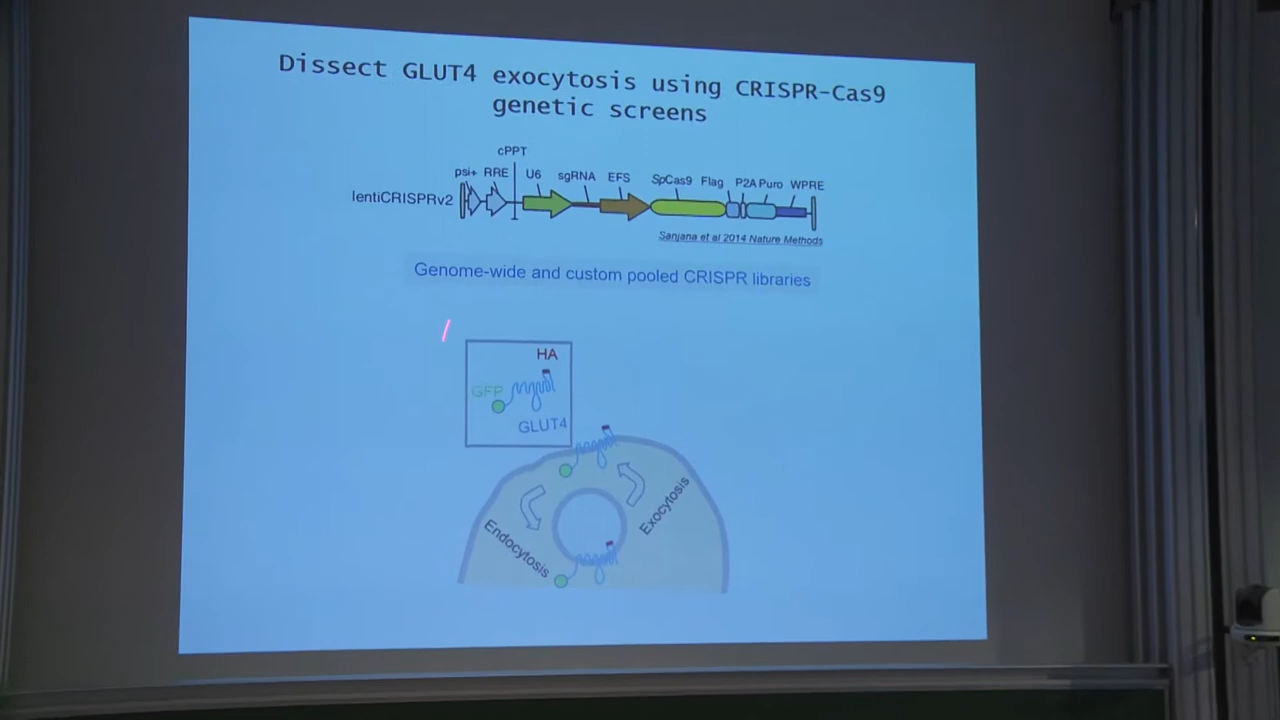 Dissect GLUT4 exocytosis using CRISPR-Cas9
genetic screens
cPPT
psi+ RRE U6 sgRNA EFS SpCas9 Flag P2A Puro WPRE
lentiCRISPRv2
Sanjana et al 2014 Nature Methods
Genome-wide and custom pooled CRISPR libraries
HA
GFP
GLUT4
Endocytosis
Exocytosis